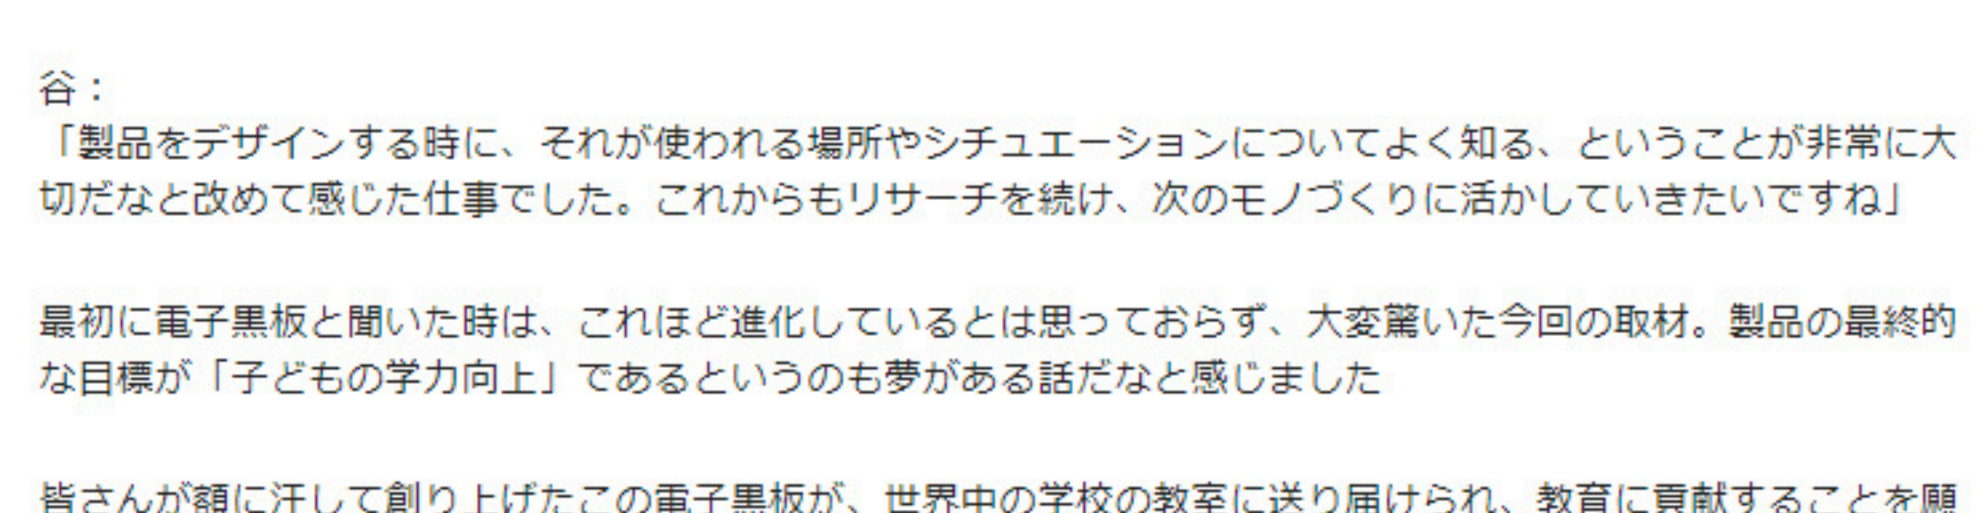 谷：
「製品をデザインする時に、それが使われる場所やシチュエーションについてよく知る、ということが非常に大
切だなと改めて感じた仕事でした。これからもリサーチを続け、次のモノづくりに活かしていきたいですね」
最初に電子黒板と聞いた時は、これほど進化しているとは思っておらず、大変驚いた今回の取材。製品の最終的
な目標が「子どもの学力向上」であるというのも夢がある話だなと感じました
皆さんが額に汗して創り上げたこの電子黒板が、世界中の学校の教室に送り届けられ、教育に貢献することを願